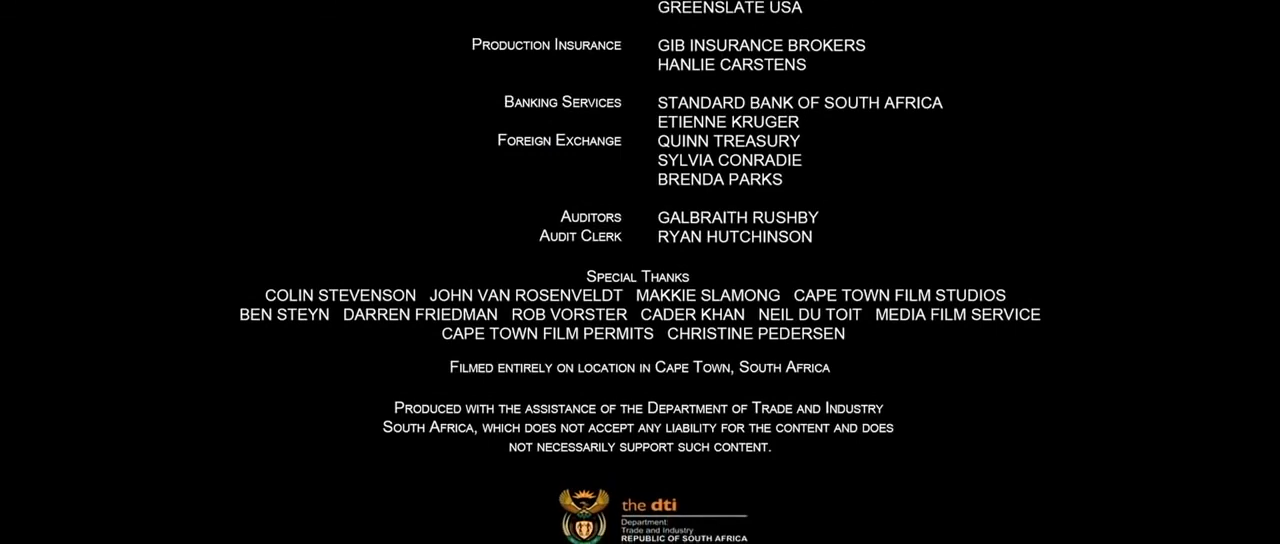 GREENSLATE USA
PRODUCTION INSURANCE GIB INSURANCE BROKERS
HANLIE CARSTENS
BANKING SERVICES STANDARD BANK OF SOUTH AFRICA
ETIENNE KRUGER
FOREIGN EXCHANGE QUINN TREASURY
SYLVIA CONRADIE
BRENDA PARKS
AUDITORS GALBRAITH RUSHBY
AUDIT CLERK RYAN HUTCHINSON
SPECIAL THANKS
COLIN STEVENSON JOHN VAN ROSENVELDT MAKKIE SLAMONG CAPE TOWN FILM STUDIOS
BEN STEYN DARREN FRIEDMAN ROB VORSTER CADER KHAN NEIL DU TOIT MEDIA FILM SERVICE
CAPE TOWN FILM PERMITS CHRISTINE PEDERSEN
FILMED ENTIRELY ON LOCATION IN CAPE TOWN, SOUTH AFRICA
PRODUCED WITH THE ASSISTANCE OF THE DEPARTMENT OF TRADE AND INDUSTRY
SOUTH AFRICA, WHICH DOES NOT ACCEPT ANY LIABILITY FOR THE CONTENT AND DOES
NOT NECESSARILY SUPPORT SUCH CONTENT.
the dti
Department:
Trade and Industry
REPUBLIC OF SOUTH AFRICA